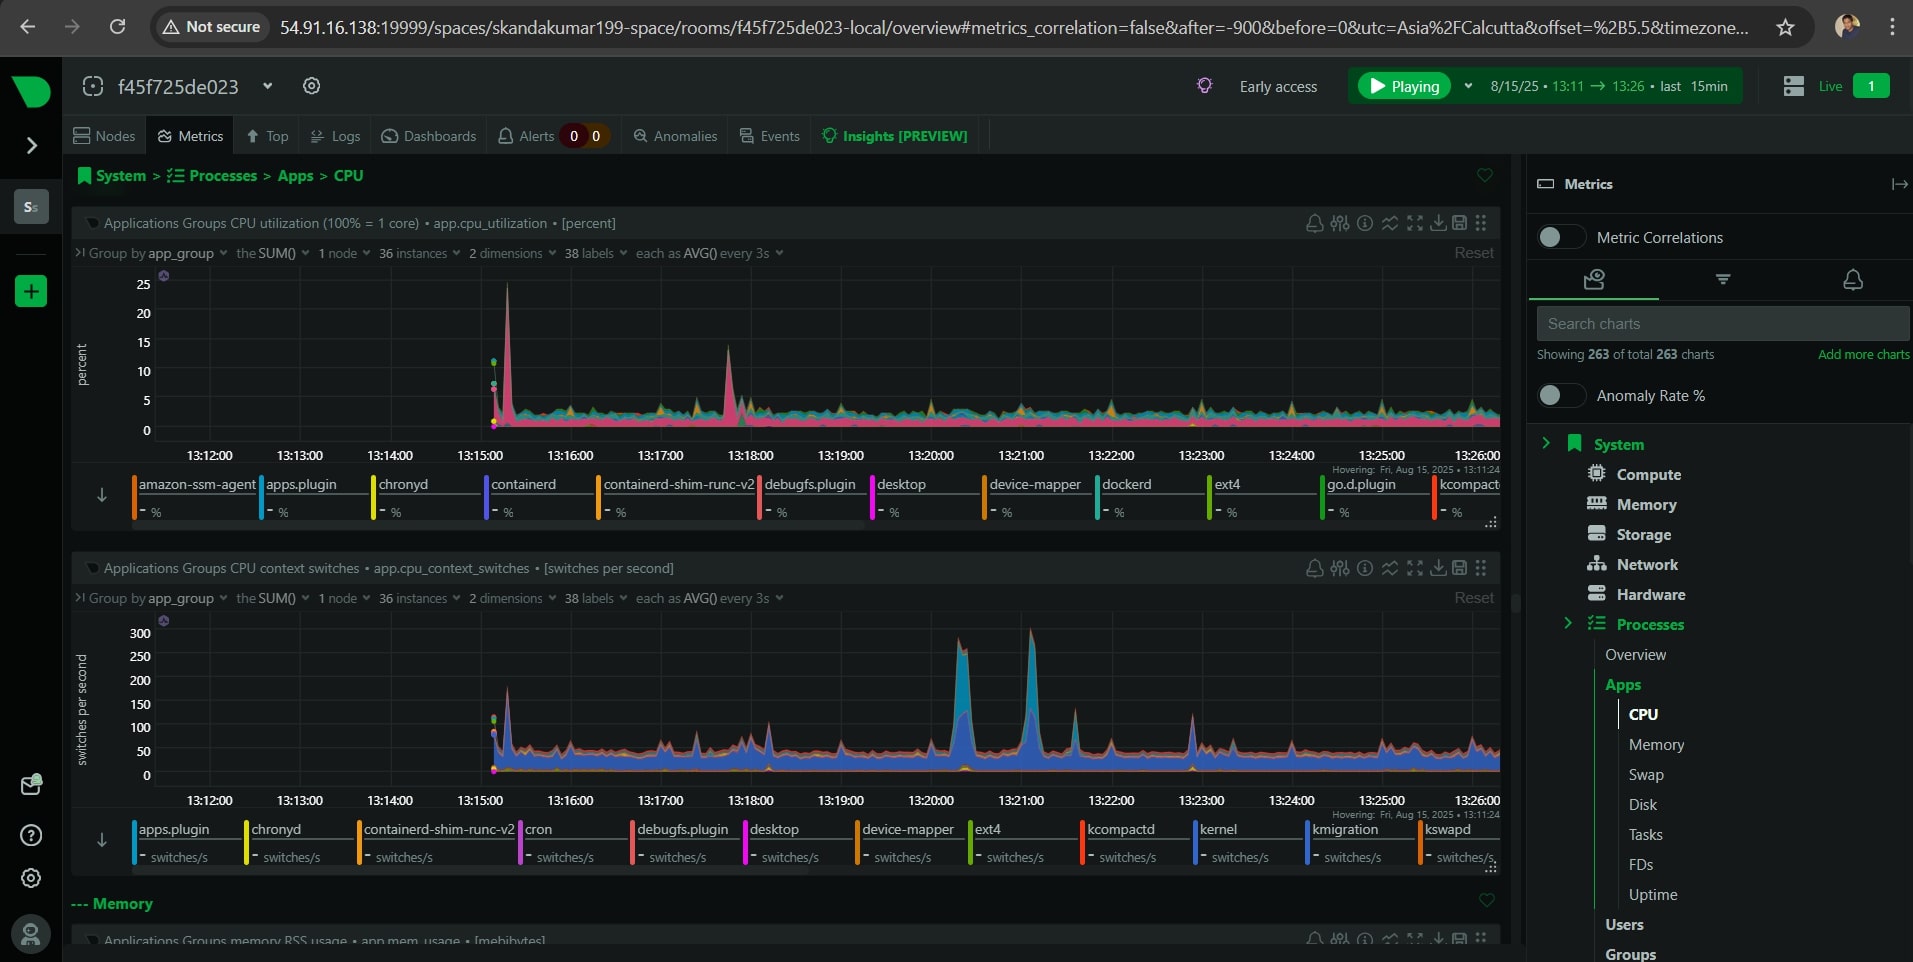 Not secure 54.91.16.138:19999/spaces/skandakumar199-space/rooms/f45f725de023-local/overview#metrics_correlation=false&after=-900&before=0&utc=Asia%2FCalcutta&offset=%2B5.5&timezone...
f45f725de023
Early access
Playing 8/15/25 • 13:11 → 13:26 • last 15min
Live 1
Nodes Metrics Top Logs Dashboards Alerts 0 0 Anomalies Events Insights [PREVIEW]
Ss
System > Processes > Apps > CPU
Applications Groups CPU utilization (100% = 1 core) • app.cpu_utilization • [percent]
Group by app_group the SUM() 1 node 36 instances 2 dimensions 38 labels each as AVG() every 3s Reset
percent
25
20
15
10
5
0
13:12:00 13:13:00 13:14:00 13:15:00 13:16:00 13:17:00 13:18:00 13:19:00 13:20:00 13:21:00 13:22:00 13:23:00 13:24:00 13:25:00 13:26:00
Hovering: Fri, Aug 15, 2025 • 13:11:24
amazon-ssm-agent apps.plugin chronyd containerd containerd-shim-runc-v2 debugfs.plugin desktop device-mapper dockerd ext4 go.d.plugin kcompact
- % - % - % - % - % - % - % - % - % - % - % - %
Applications Groups CPU context switches • app.cpu_context_switches • [switches per second]
Group by app_group the SUM() 1 node 36 instances 2 dimensions 38 labels each as AVG() every 3s Reset
switches per second
300
250
200
150
100
50
0
13:12:00 13:13:00 13:14:00 13:15:00 13:16:00 13:17:00 13:18:00 13:19:00 13:20:00 13:21:00 13:22:00 13:23:00 13:24:00 13:25:00 13:26:00
Hovering: Fri, Aug 15, 2025 • 13:11:24
apps.plugin chronyd containerd-shim-runc-v2 cron debugfs.plugin desktop device-mapper ext4 kcompactd kernel kmigration kswapd
- switches/s - switches/s - switches/s - switches/s - switches/s - switches/s - switches/s - switches/s - switches/s - switches/s - switches/s - switches/s
--- Memory
Applications Groups memory RSS usage • app.mem_usage • [mebibytes]
Metrics
Metric Correlations
Search charts
Showing 263 of total 263 charts Add more charts
Anomaly Rate %
System
Compute
Memory
Storage
Network
Hardware
Processes
Overview
Apps
CPU
Memory
Swap
Disk
Tasks
FDs
Uptime
Users
Groups